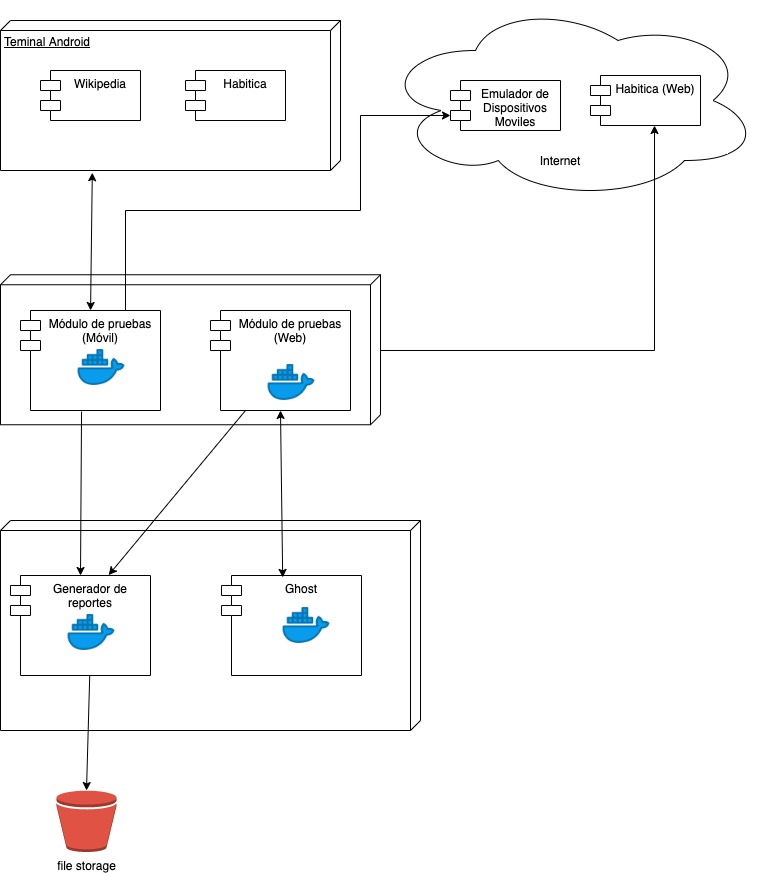 Teminal Android
Wikipedia
Habitica
Emulador de
Dispositivos
Moviles
Habitica (Web)
Internet
Módulo de pruebas
(Móvil)
Módulo de pruebas
(Web)
Generador de
reportes
Ghost
file storage